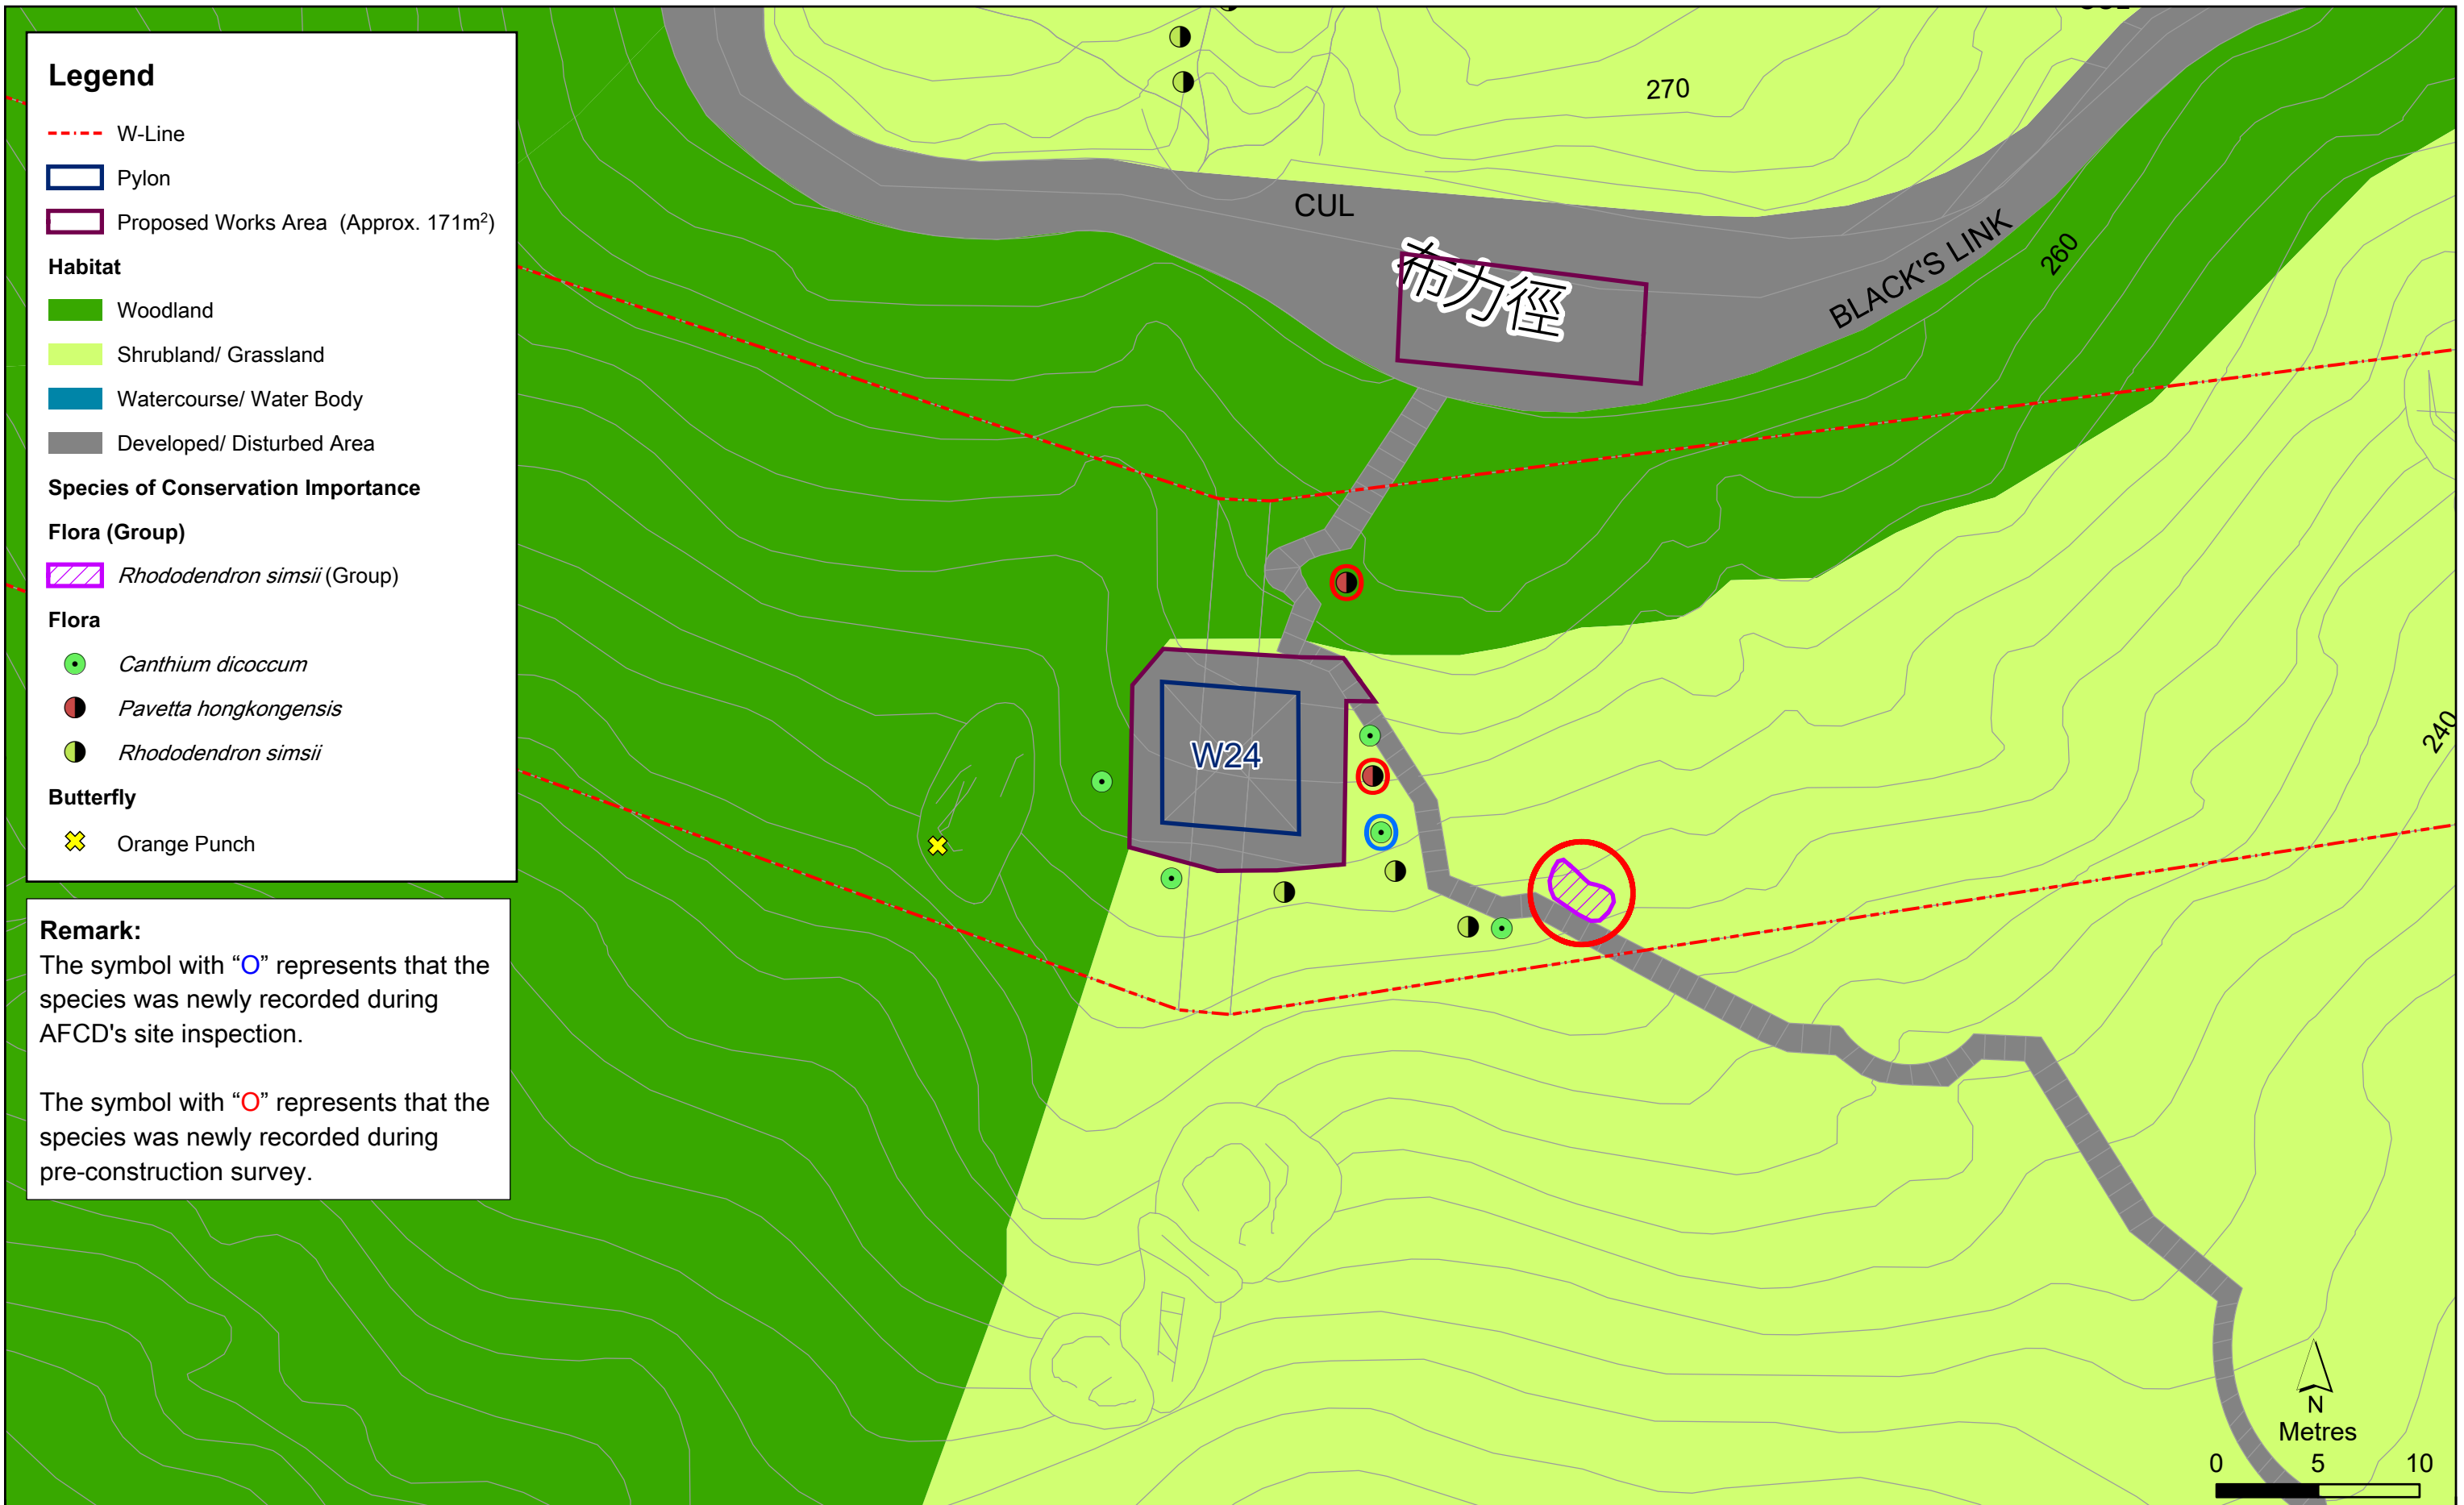 Legend
W-Line
Pylon
Proposed Works Area (Approx. 171m²)
Habitat
Woodland
Shrubland/ Grassland
Watercourse/ Water Body
Developed/ Disturbed Area
Species of Conservation Importance
Flora (Group)
Rhododendron simsii (Group)
Flora
Canthium dicoccum
Pavetta hongkongensis
Rhododendron simsii
Butterfly
Orange Punch
Remark:
The symbol with “O” represents that the
species was newly recorded during
AFCD's site inspection.
The symbol with “O” represents that the
species was newly recorded during
pre-construction survey.
270
CUL
布力徑
BLACK'S LINK
260
240
W24
N
Metres
0 5 10